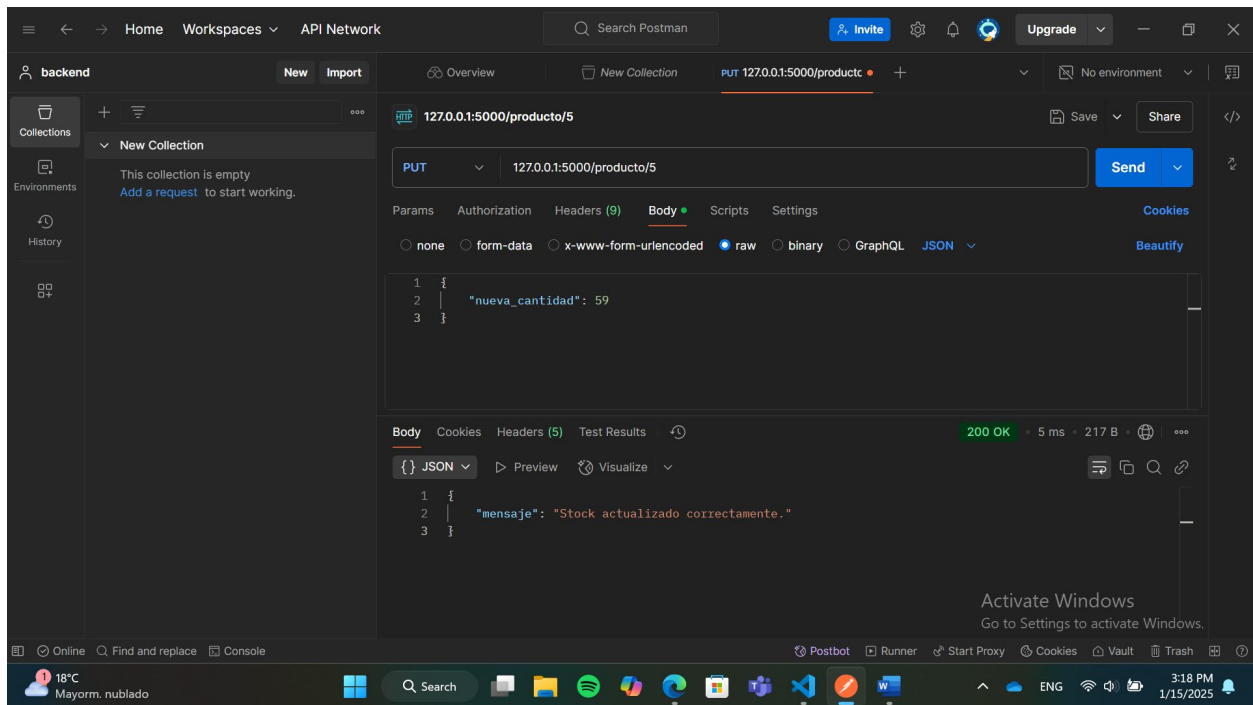 Home Workspaces API Network Search Postman Invite Upgrade
backend New Import Overview New Collection PUT 127.0.0.1:5000/productc + No environment
Collections
HTTP 127.0.0.1:5000/producto/5 Save Share
New Collection
This collection is empty
Add a request to start working.
PUT 127.0.0.1:5000/producto/5 Send
Environments
Params Authorization Headers (9) Body Scripts Settings Cookies
History
none form-data x-www-form-urlencoded raw binary GraphQL JSON Beautify
1 {
2 "nueva_cantidad": 59
3 }
Body Cookies Headers (5) Test Results 200 OK 5 ms 217 B
{} JSON Preview Visualize
1 {
2 "mensaje": "Stock actualizado correctamente."
3 }
Activate Windows
Go to Settings to activate Windows.
Online Find and replace Console Postbot Runner Start Proxy Cookies Vault Trash
1 18°C
Mayorm. nublado
Search
ENG
3:18 PM
1/15/2025